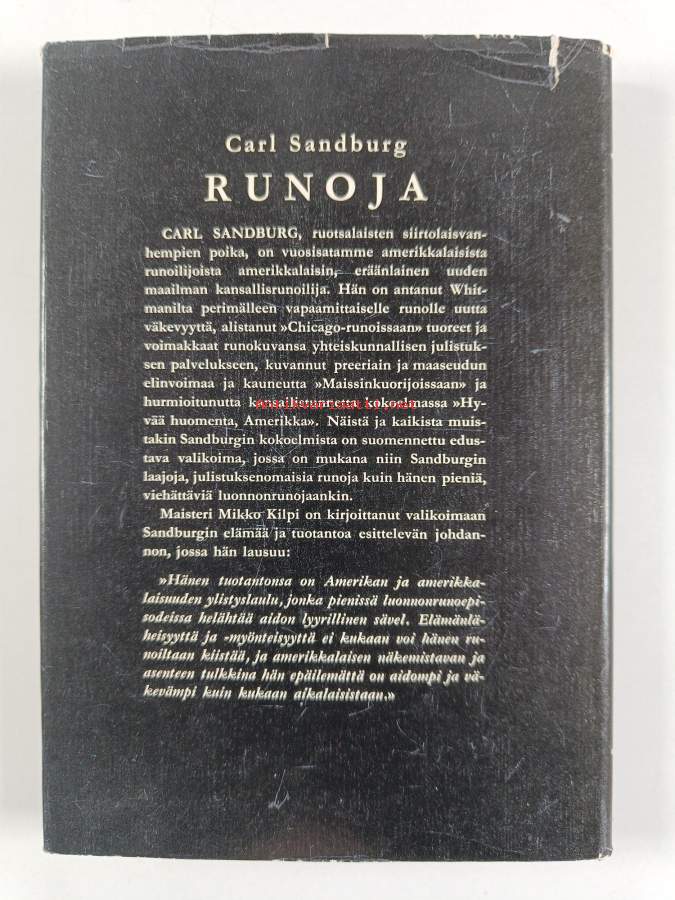 Carl Sandburg
RUNOJA
CARL SANDBURG, ruotsalaisten siirtolaisvan-
hempien poika, on vuosisatamme amerikkalaisista
runoilijoista amerikkalaisin, eräänlainen uuden
maailman kansallisrunoilija. Hän on antanut Whit-
manilta perimälleen vapaamittaiselle runolle uutta
väkevyyttä, alistanut »Chicago-runoissaan» tuoreet ja
voimakkaat runokuvansa yhteiskunnallisen julistuk-
sen palvelukseen, kuvannut preeriain ja maaseudun
elinvoimaa ja kauneutta »Maissinkuorijoissaan» ja
hurmioitunutta kansallistunnetta kokoelmassa »Hy-
vää huomenta, Amerikka». Näistä ja kaikista muis-
takin Sandburgin kokoelmista on suomennettu edus-
tava valikoima, jossa on mukana niin Sandburgin
laajoja, julistuksenomaisia runoja kuin hänen pieniä,
viehättäviä luonnonrunojaankin.
Maisteri Mikko Kilpi on kirjoittanut valikoimaan
Sandburgin elämää ja tuotantoa esittelevän johdan-
non, jossa hän lausuu:
»Hänen tuotantonsa on Amerikan ja amerikka-
laisuuden ylistyslaulu, jonka pienissä luonnonrunoepi-
sodeissa helähtää aidon lyyrillinen sävel. Elämänlä-
heisyyttä ja -myönteisyyttä ei kukaan voi hänen ru-
noiltaan kiistää, ja amerikkalaisen näkemistavan ja
asenteen tulkkina hän epäilemättä on aidompi ja vä-
kevämpi kuin kukaan aikalaisistaan.»